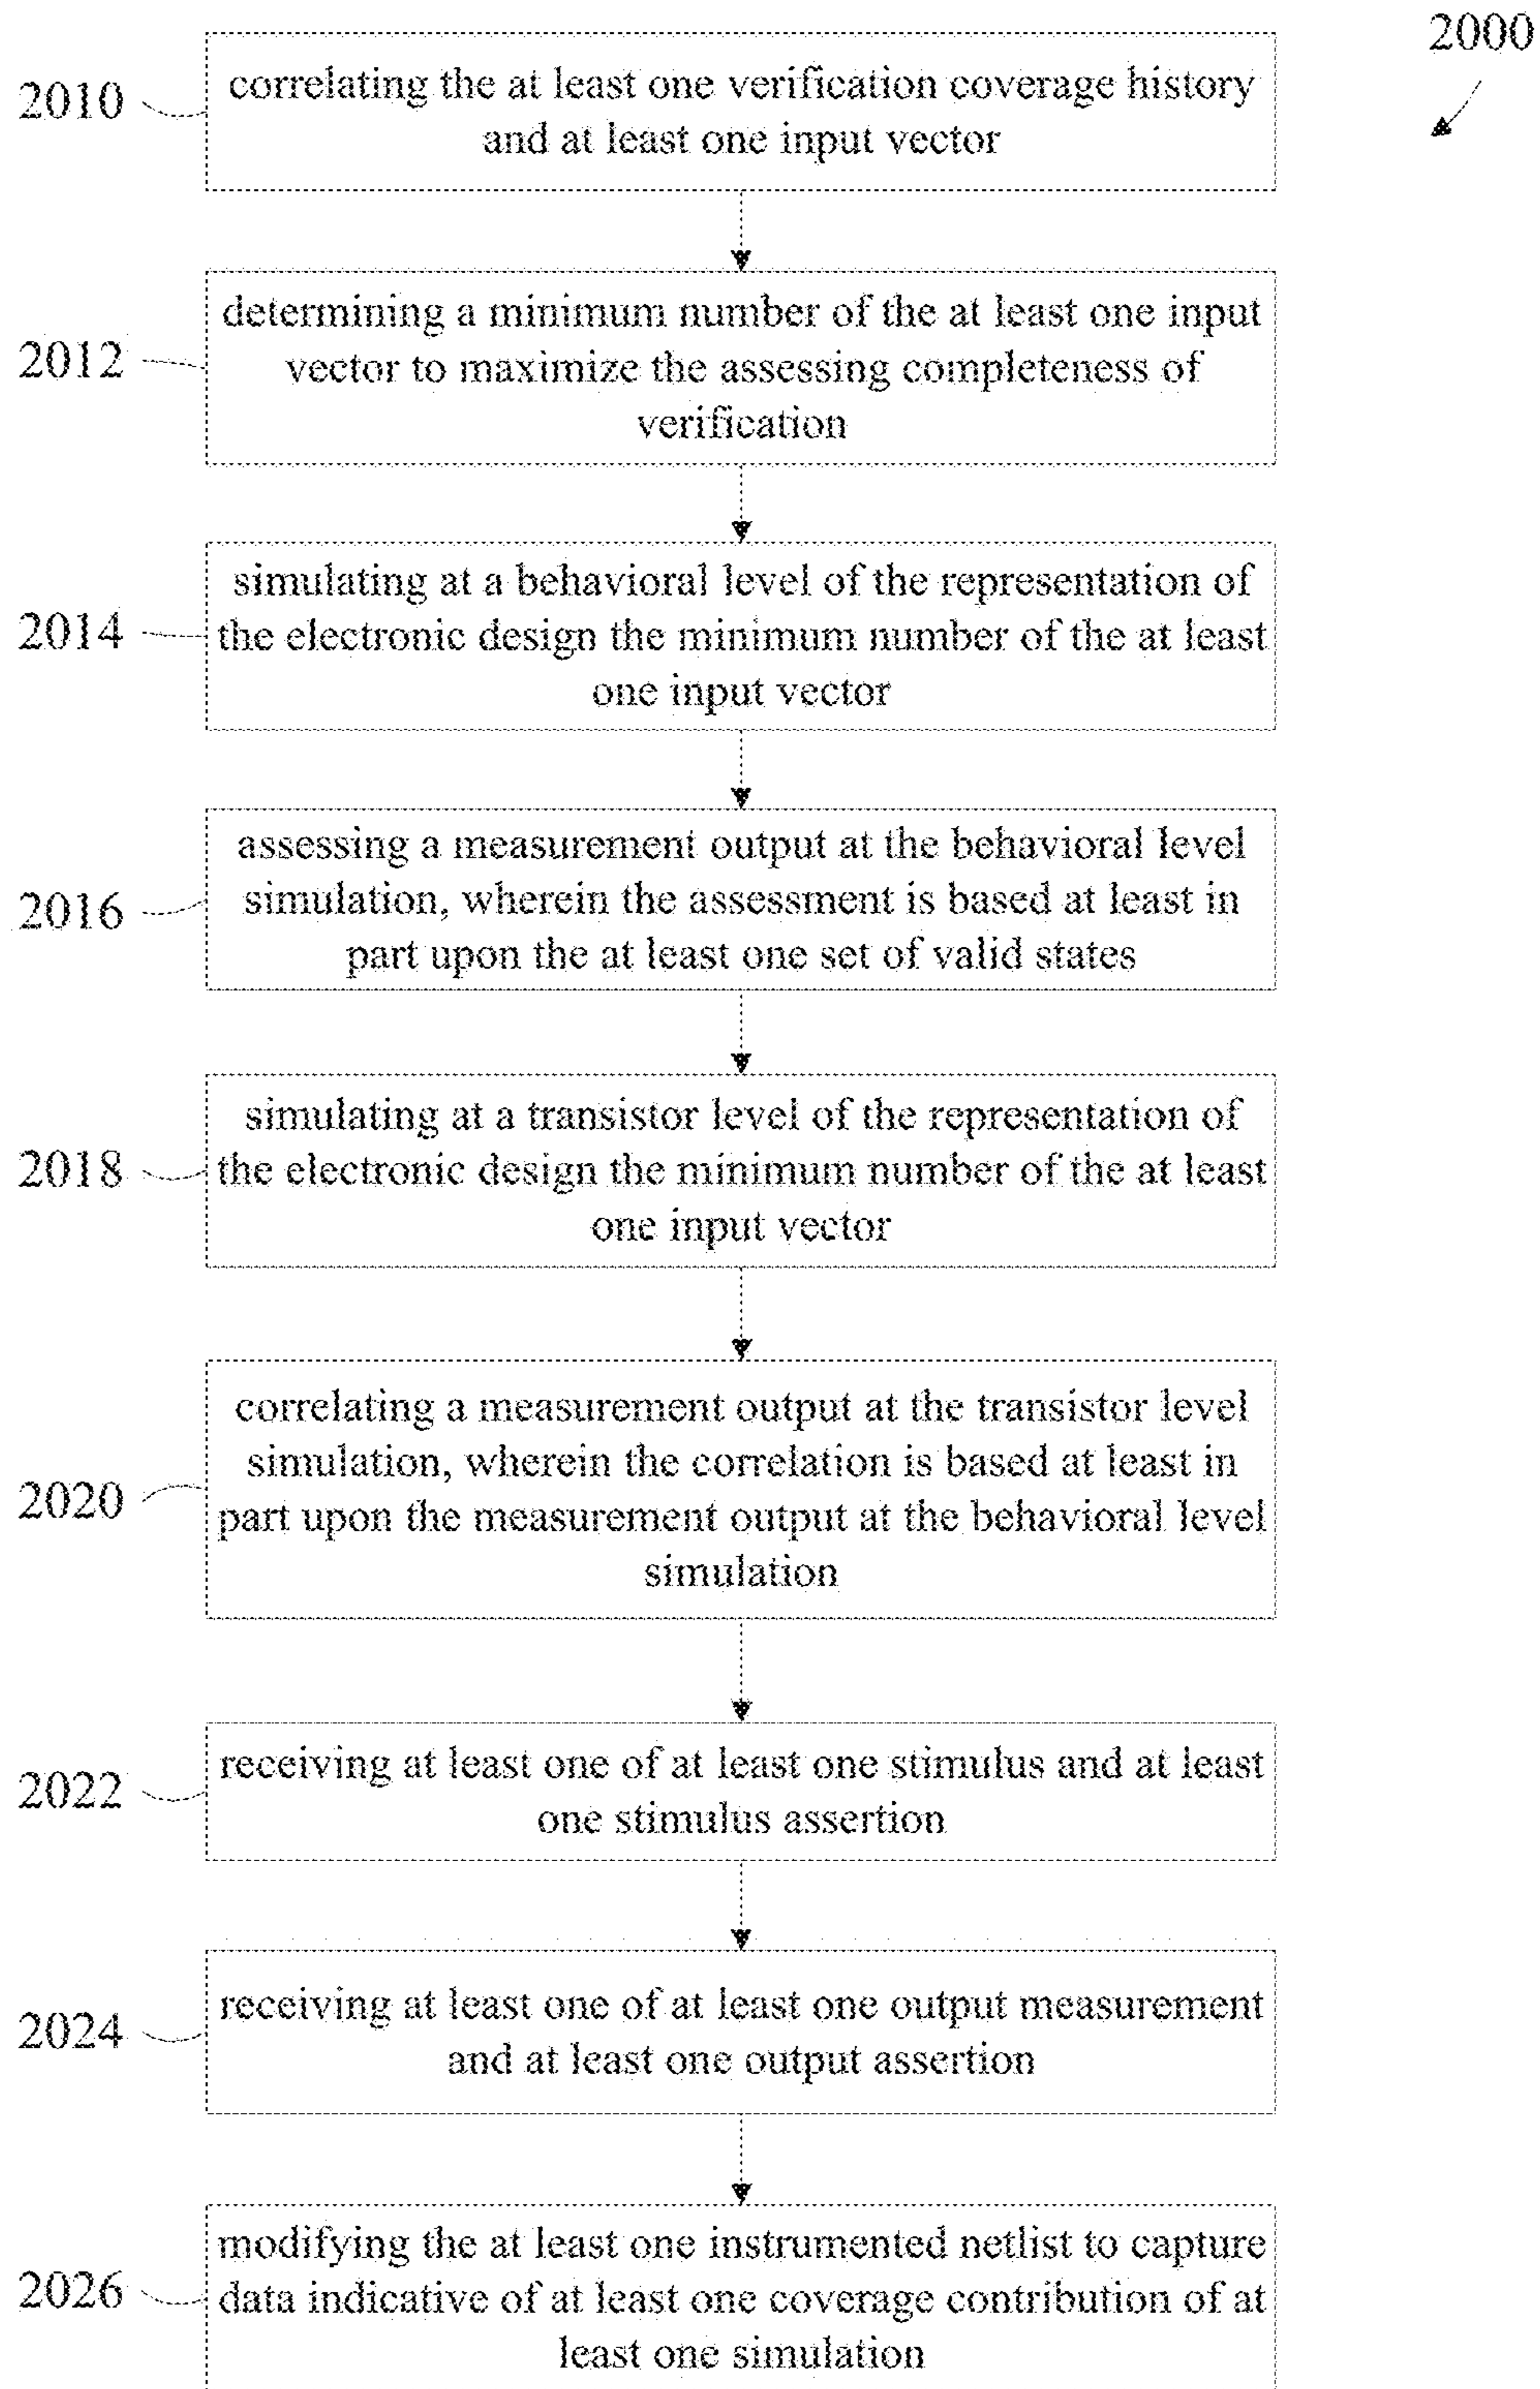 2000
2010
correlating the at least one verification coverage history
and at least one input vector
2012
determining a minimum number of the at least one input
vector to maximize the assessing completeness of
verification
2014
simulating at a behavioral level of the representation of
the electronic design the minimum number of the at least
one input vector
2016
assessing a measurement output at the behavioral level
simulation, wherein the assessment is based at least in
part upon the at least one set of valid states
2018
simulating at a transistor level of the representation of
the electronic design the minimum number of the at least
one input vector
2020
correlating a measurement output at the transistor level
simulation, wherein the correlation is based at least in
part upon the measurement output at the behavioral level
simulation
2022
receiving at least one of at least one stimulus and at least
one stimulus assertion
2024
receiving at least one of at least one output measurement
and at least one output assertion
2026
modifying the at least one instrumented netlist to capture
data indicative of at least one coverage contribution of at
least one simulation